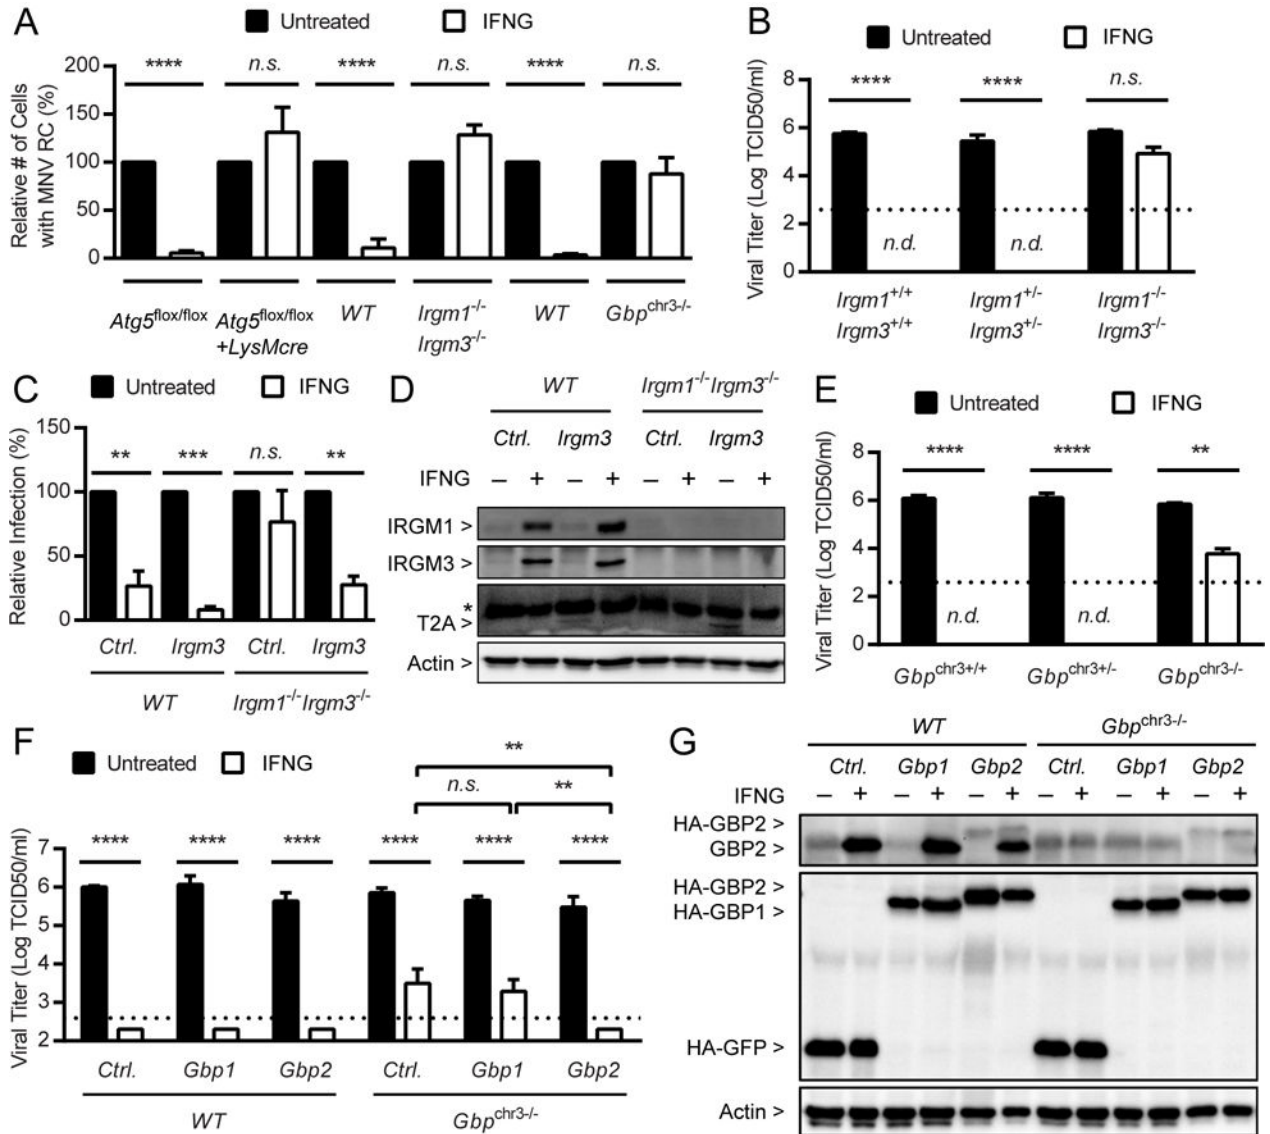 A
Untreated IFNG
**** n.s. **** n.s. **** n.s.
Relative # of Cells
with MNV RC (%)
200
150
100
50
0
Atg5flox/flox Atg5flox/flox WT Irgm1-/- WT Gbpchr3-/-
+LysMcre Irgm3-/-
B
Untreated IFNG
**** **** n.s.
Viral Titer (Log TCID50/ml)
8
6
4
2
0
n.d. n.d.
Irgm1+/+ Irgm1+/- Irgm1-/-
Irgm3+/+ Irgm3+/- Irgm3-/-
C
Untreated IFNG
** *** n.s. **
Relative Infection (%)
150
100
50
0
Ctrl. Irgm3 Ctrl. Irgm3
WT Irgm1-/-Irgm3-/-
D
WT Irgm1-/-Irgm3-/-
Ctrl. Irgm3 Ctrl. Irgm3
IFNG – + – + – + – +
IRGM1 >
IRGM3 >
*
T2A >
Actin >
E
Untreated IFNG
**** **** **
Viral Titer (Log TCID50/ml)
8
6
4
2
0
n.d. n.d.
Gbpchr3+/+ Gbpchr3+/- Gbpchr3-/-
F
Untreated IFNG
**
n.s. **
**** **** **** **** **** ****
Viral Titer (Log TCID50/ml)
7
6
5
4
3
2
Ctrl. Gbp1 Gbp2 Ctrl. Gbp1 Gbp2
WT Gbpchr3-/-
G
WT Gbpchr3-/-
Ctrl. Gbp1 Gbp2 Ctrl. Gbp1 Gbp2
IFNG – + – + – + – + – + – +
HA-GBP2 >
GBP2 >
HA-GBP2 >
HA-GBP1 >
HA-GFP >
Actin >